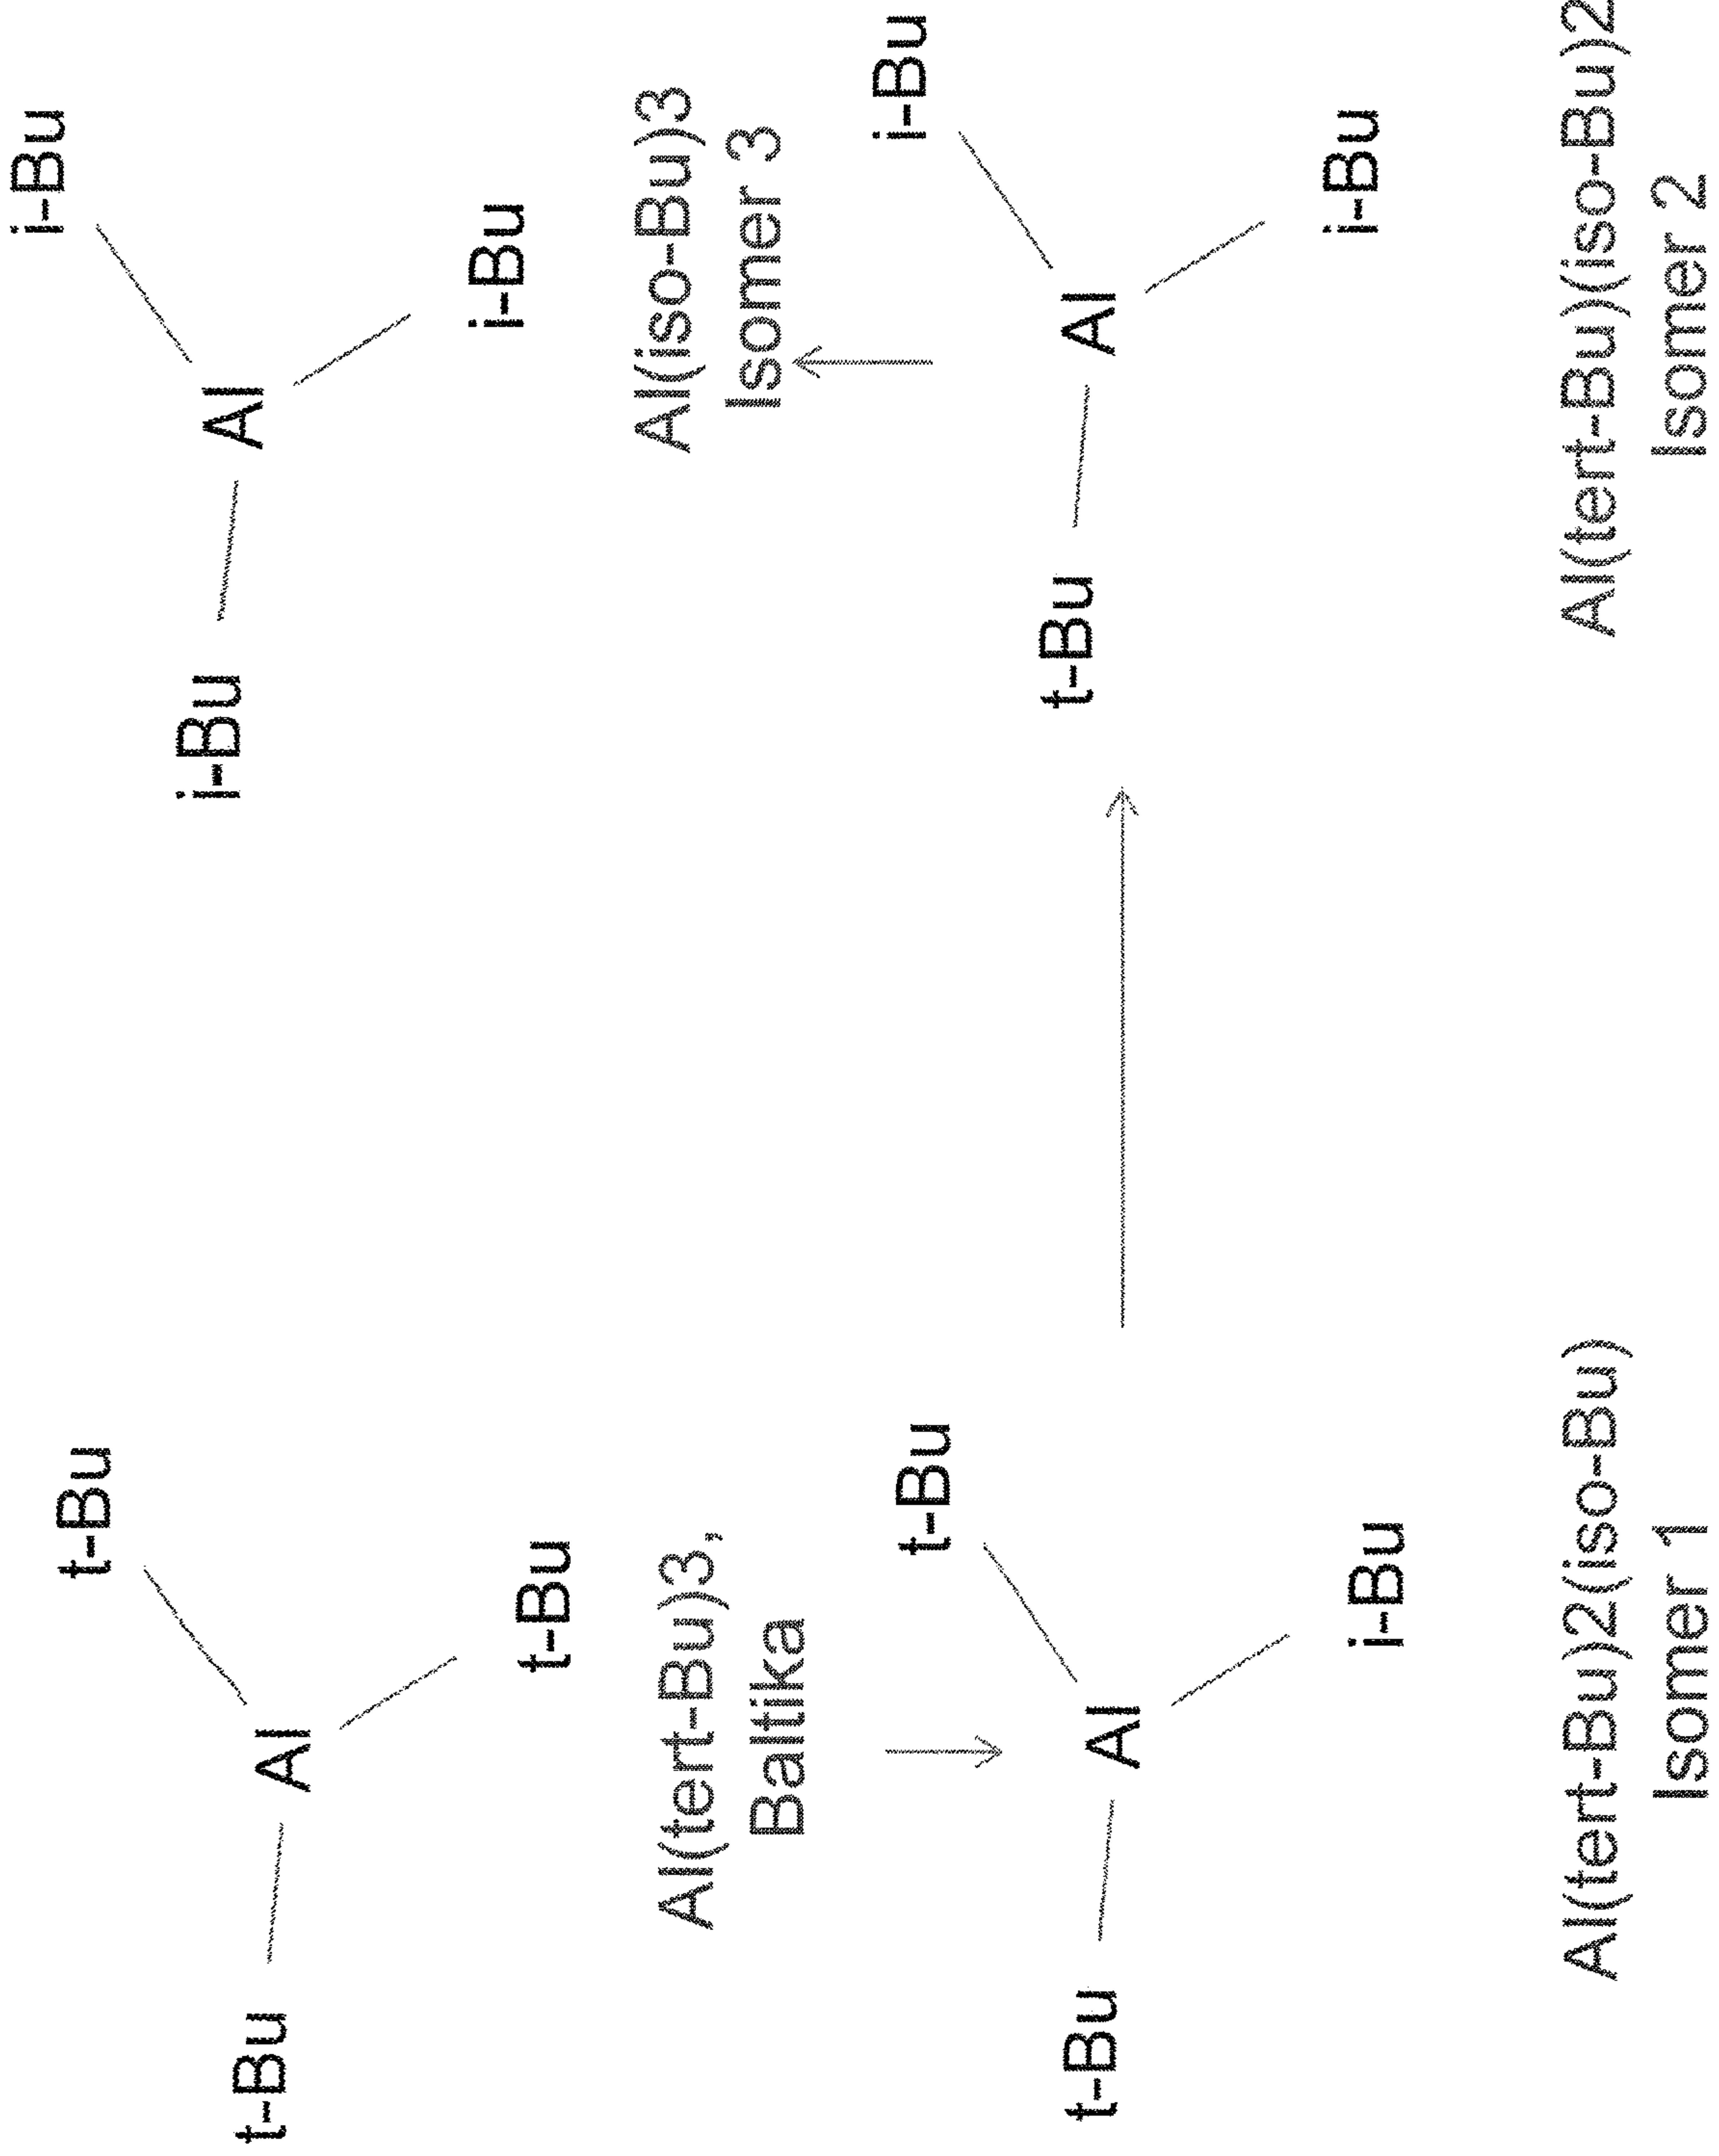 t-Bu
t-Bu
Al
t-Bu
Al(tert-Bu)3,
Baltika
i-Bu
i-Bu
Al
i-Bu
Al(iso-Bu)3
Isomer 3
t-Bu
t-Bu
Al
i-Bu
Al(tert-Bu)2(iso-Bu)
Isomer 1
i-Bu
t-Bu
Al
i-Bu
Al(tert-Bu)(iso-Bu)2
Isomer 2